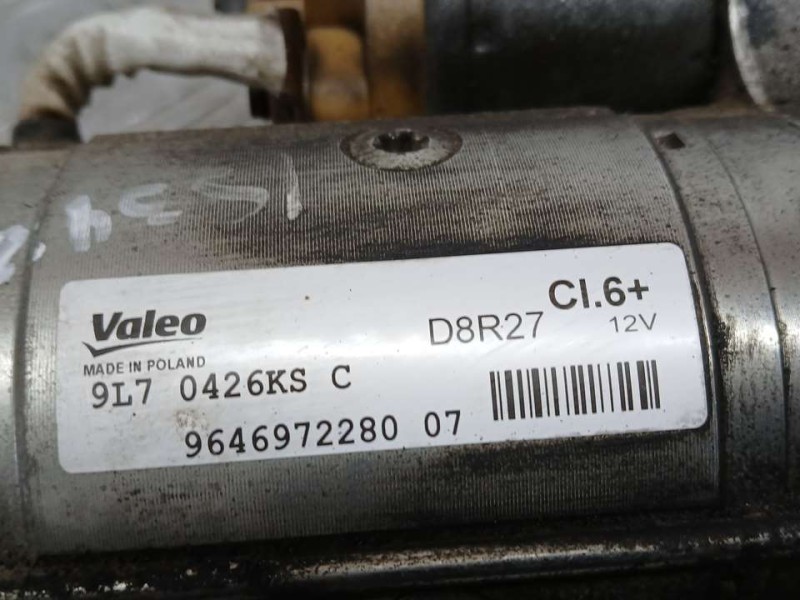 Valeo
MADE IN POLAND
D8R27
Cl.6+
12V
9L7 0426KS C
9646972280 07